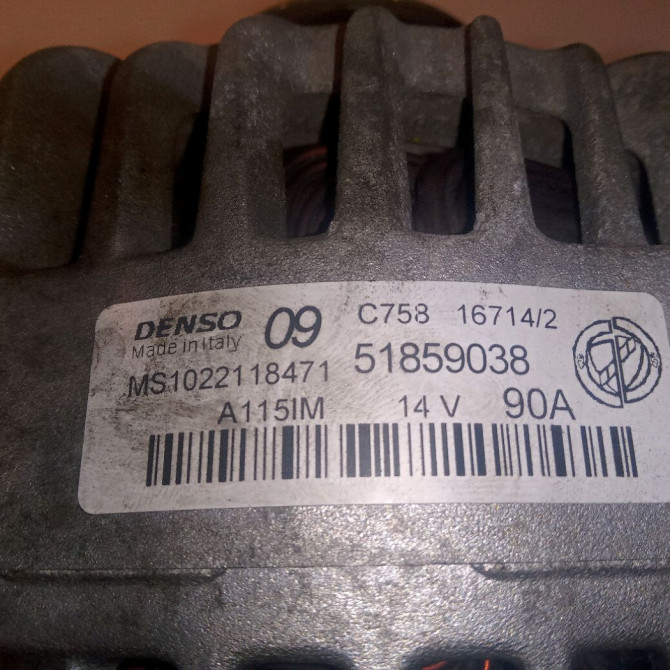 DENSO 09 C758 16714/2
Made in Italy
MS1022118471 51859038
A115IM 14 V 90A